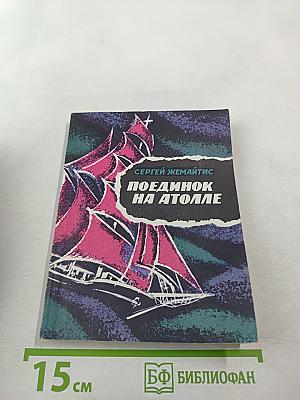 СЕРГЕЙ ЖЕМАЙТИС
ПОЕДИНОК
НА АТОЛЛЕ
15 см
БФ БИБЛИОФАН